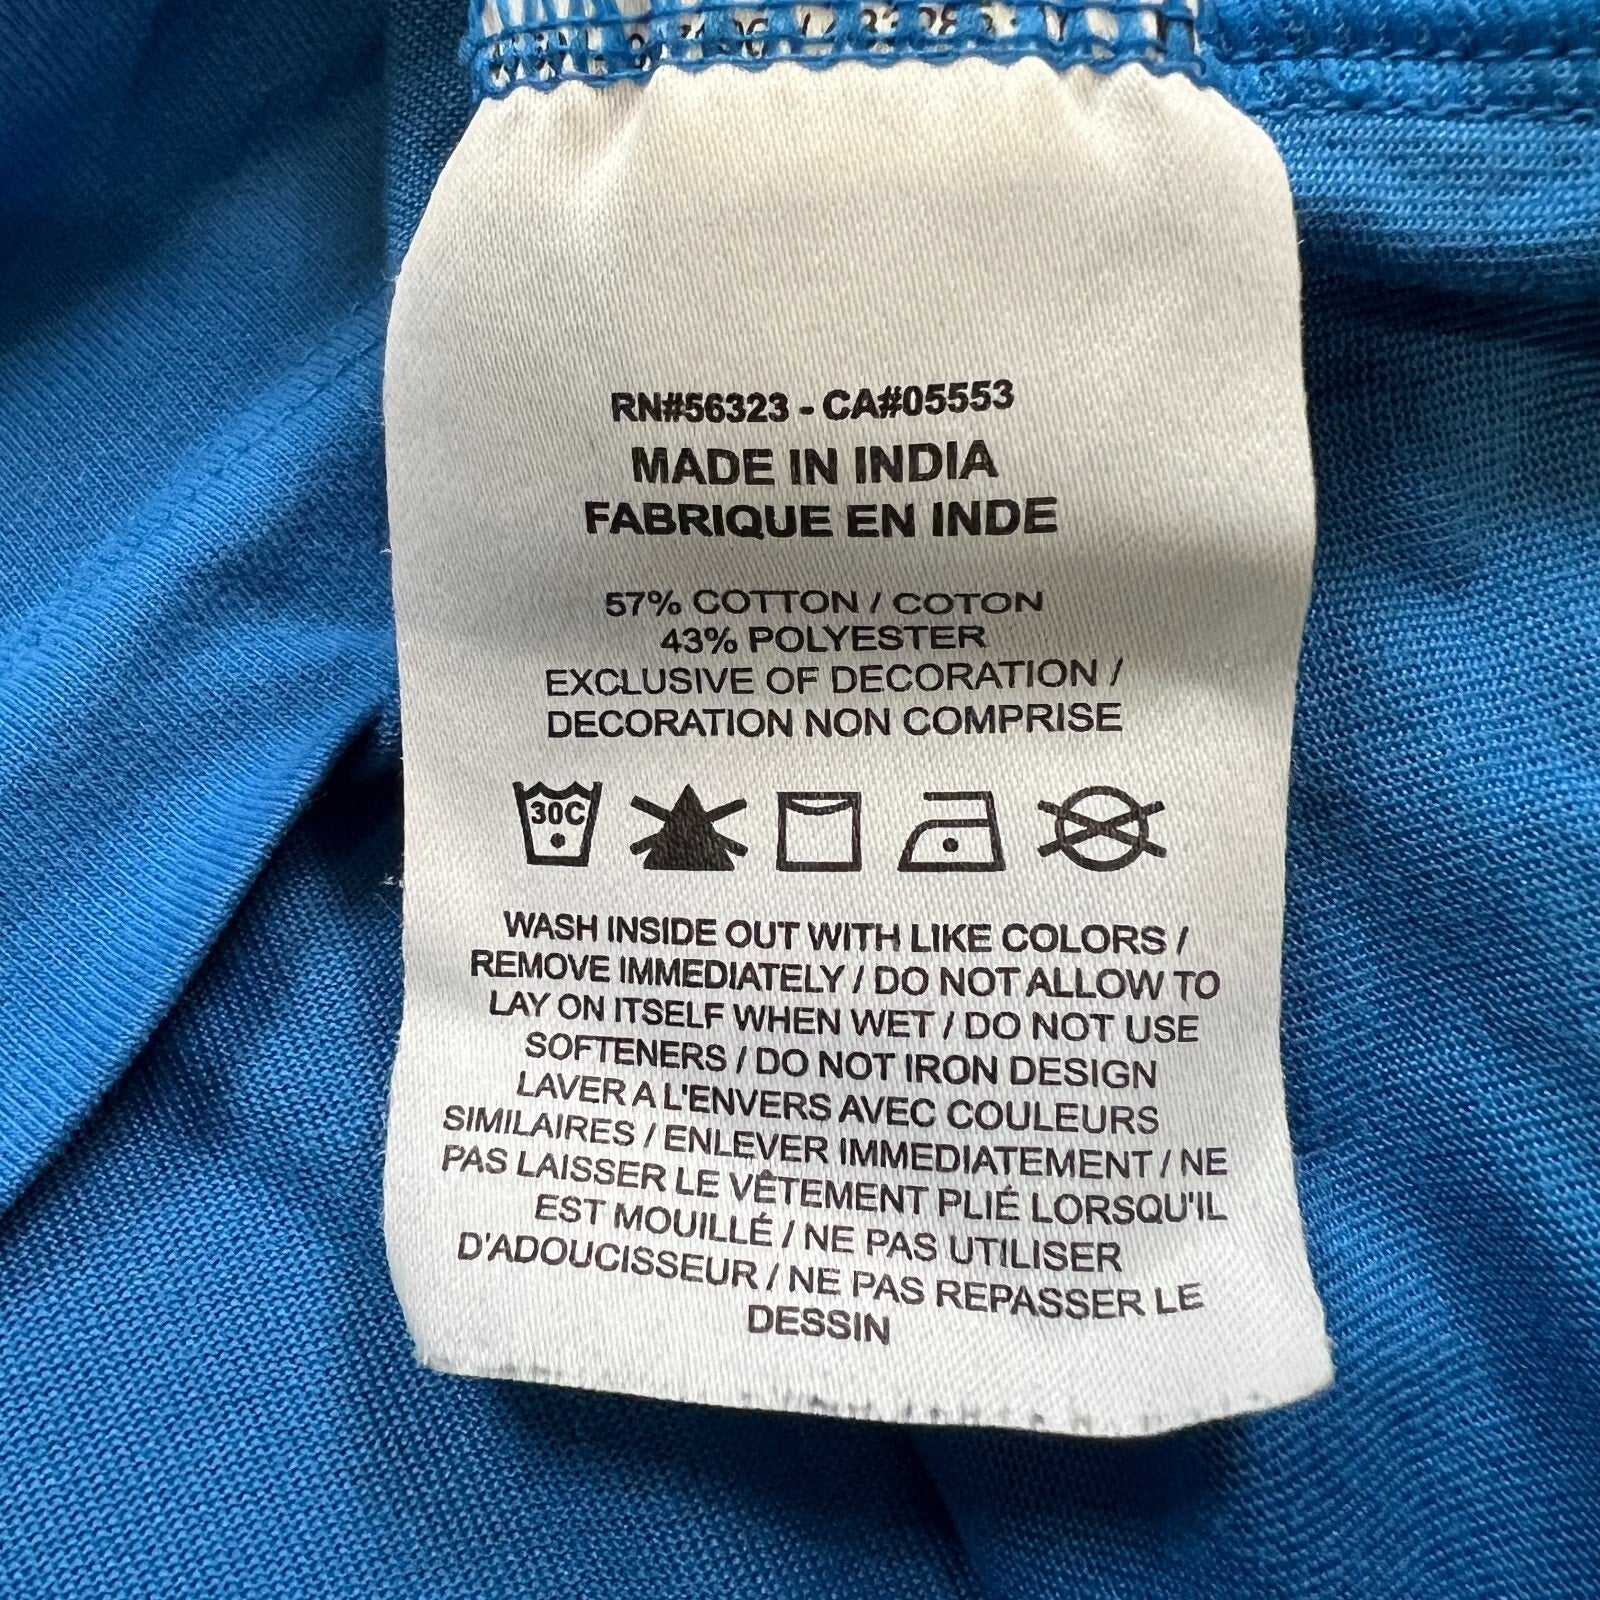 RN#56323 - CA#05553
MADE IN INDIA
FABRIQUE EN INDE
57% COTTON / COTON
43% POLYESTER
EXCLUSIVE OF DECORATION /
DECORATION NON COMPRISE
30C
WASH INSIDE OUT WITH LIKE COLORS /
REMOVE IMMEDIATELY / DO NOT ALLOW TO
LAY ON ITSELF WHEN WET / DO NOT USE
SOFTENERS / DO NOT IRON DESIGN
LAVER A L'ENVERS AVEC COULEURS
SIMILAIRES / ENLEVER IMMEDIATEMENT / NE
PAS LAISSER LE VÊTEMENT PLIÉ LORSQU'IL
EST MOUILLÉ / NE PAS UTILISER
D'ADOUCISSEUR / NE PAS REPASSER LE
DESSIN